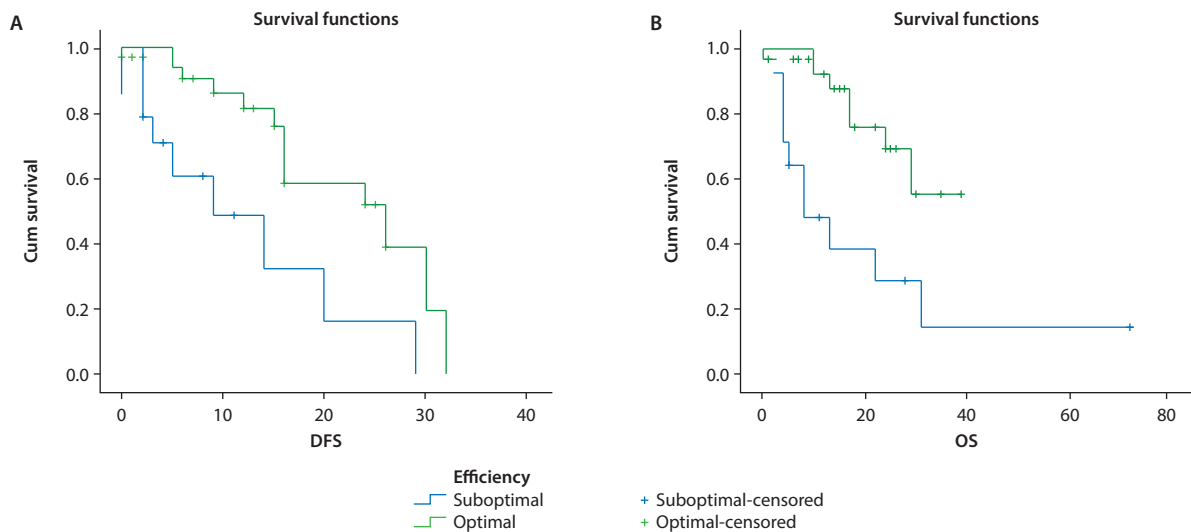 A
Survival functions
1.0
0.8
0.6
0.4
0.2
0.0
Cum survival
0 10 20 30 40
DFS
B
Survival functions
1.0
0.8
0.6
0.4
0.2
0.0
Cum survival
0 20 40 60 80
OS
Efficiency
Suboptimal
Optimal
Suboptimal-censored
Optimal-censored